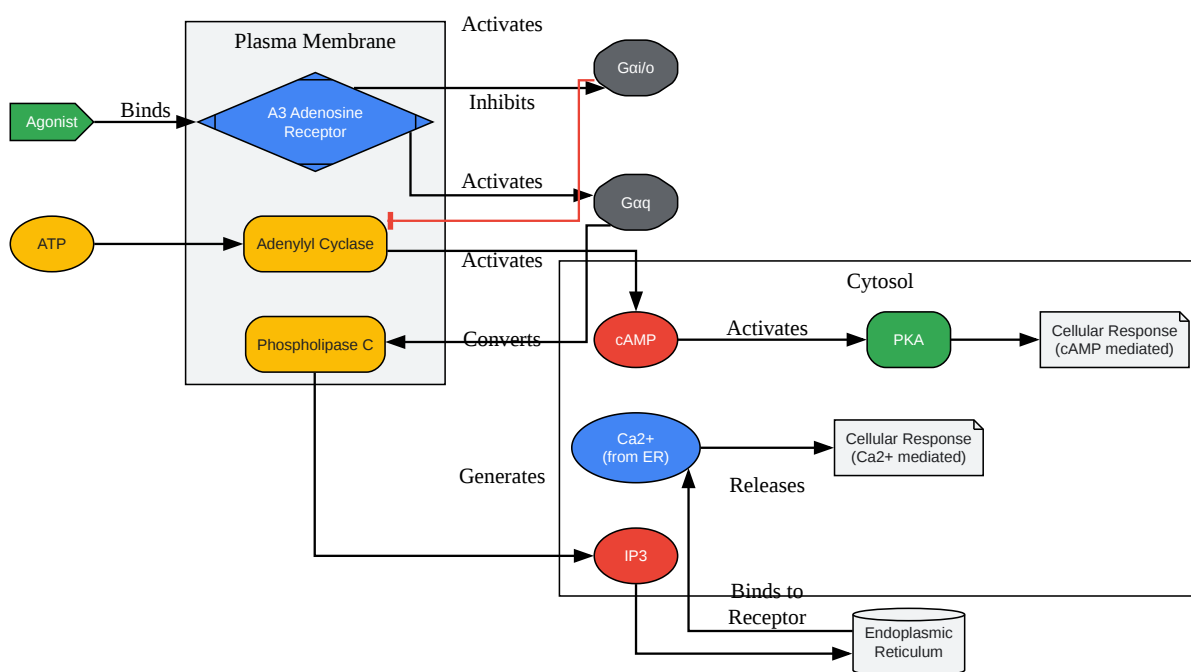 Activates
Plasma Membrane
Gαi/o
Inhibits
Binds
Agonist
A3 Adenosine
Receptor
Activates
Gαq
ATP
Adenylyl Cyclase
Activates
Cytosol
Phospholipase C
Converts
cAMP
Activates
PKA
Cellular Response
(cAMP mediated)
Ca2+
(from ER)
Cellular Response
(Ca2+ mediated)
Generates
Releases
IP3
Binds to
Receptor
Endoplasmic
Reticulum